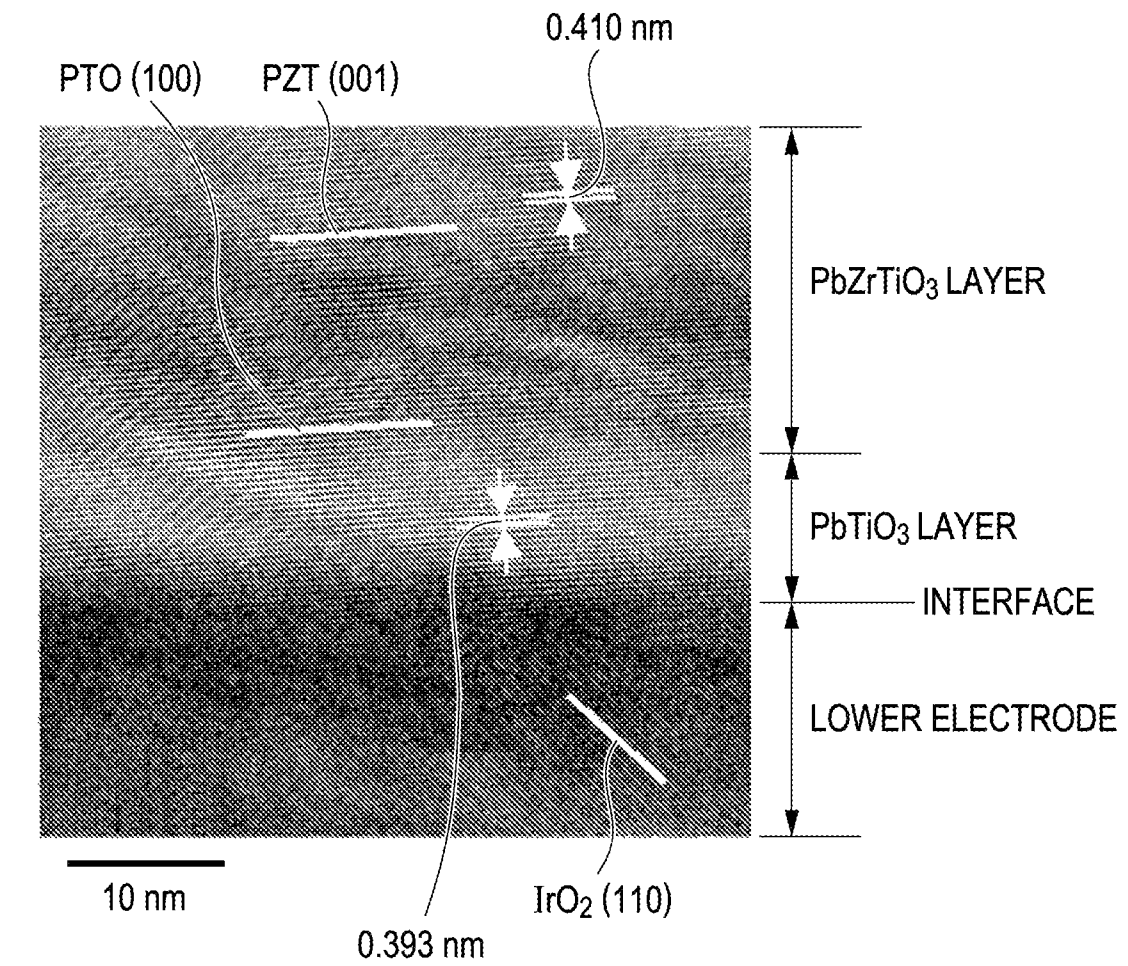 0.410 nm
PTO (100)
PZT (001)
PbZrTiO3 LAYER
PbTiO3 LAYER
INTERFACE
LOWER ELECTRODE
10 nm
IrO2 (110)
0.393 nm